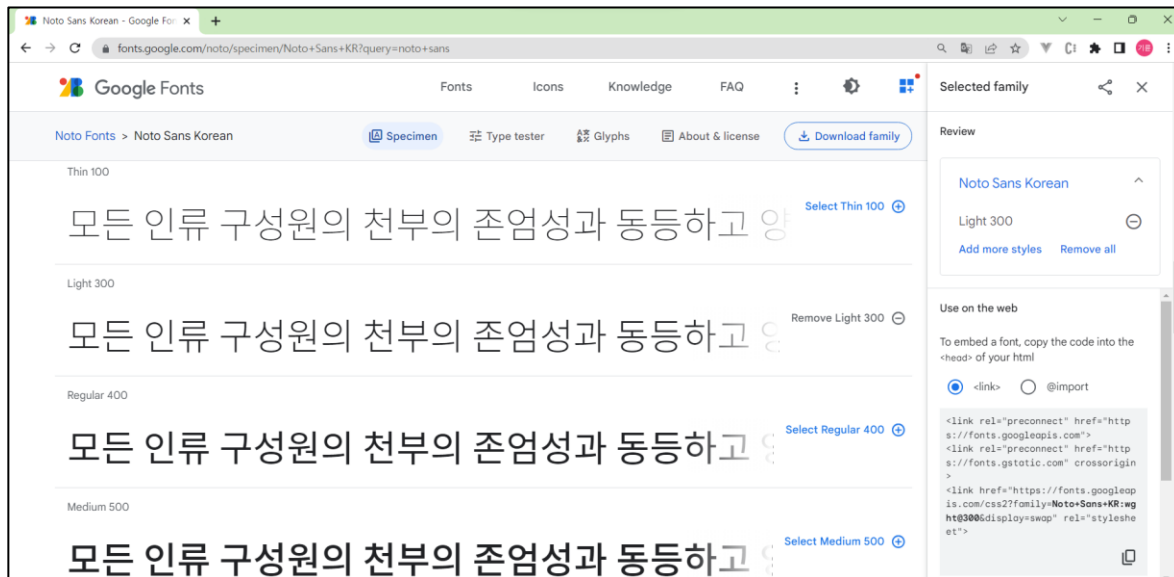 Noto Sans Korean - Google Fon
fonts.google.com/noto/specimen/Noto+Sans+KR?query=noto+sans
Google Fonts
Fonts Icons Knowledge FAQ
Noto Fonts > Noto Sans Korean
Specimen Type tester Glyphs About & license Download family
Thin 100
모든 인류 구성원의 천부의 존엄성과 동등하고 양
Select Thin 100
Light 300
모든 인류 구성원의 천부의 존엄성과 동등하고
Remove Light 300
Regular 400
모든 인류 구성원의 천부의 존엄성과 동등하고
Select Regular 400
Medium 500
모든 인류 구성원의 천부의 존엄성과 동등하고
Select Medium 500
Selected family
Review
Noto Sans Korean
Light 300
Add more styles Remove all
Use on the web
To embed a font, copy the code into the
<head> of your html
<link> @import
<link rel="preconnect" href="http
s://fonts.googleapis.com">
<link rel="preconnect" href="http
s://fonts.gstatic.com" crossorigin
>
<link href="https://fonts.googleap
is.com/css2?family=Noto+Sans+KR:wg
ht@300&display=swap" rel="styleshe
et">